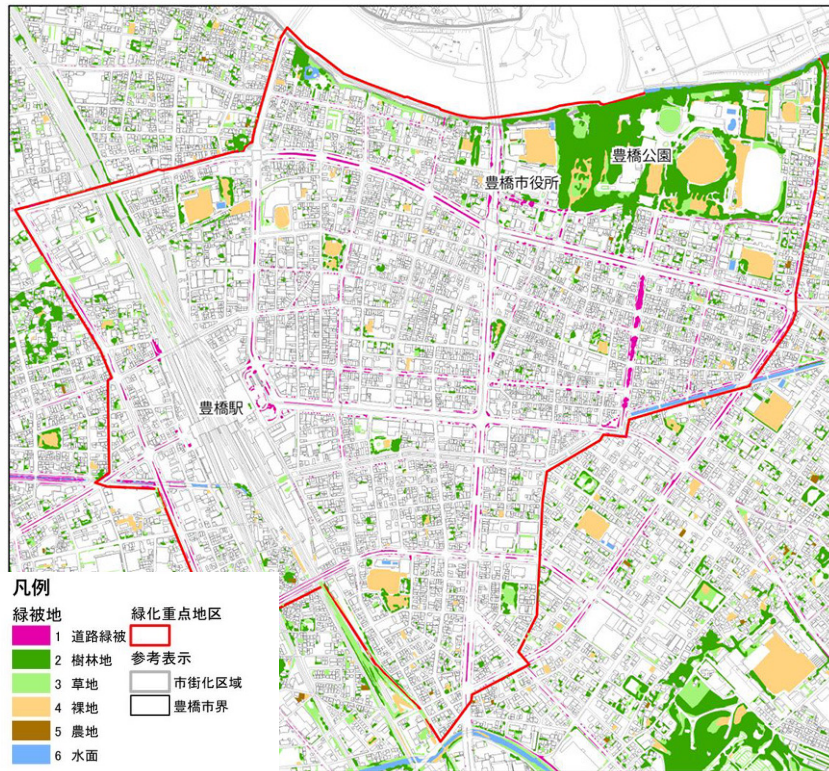 豊橋公園
豊橋市役所
豊橋駅
凡例
緑被地
1 道路緑被
2 樹林地
3 草地
4 裸地
5 農地
6 水面
緑化重点地区
参考表示
市街化区域
豊橋市界